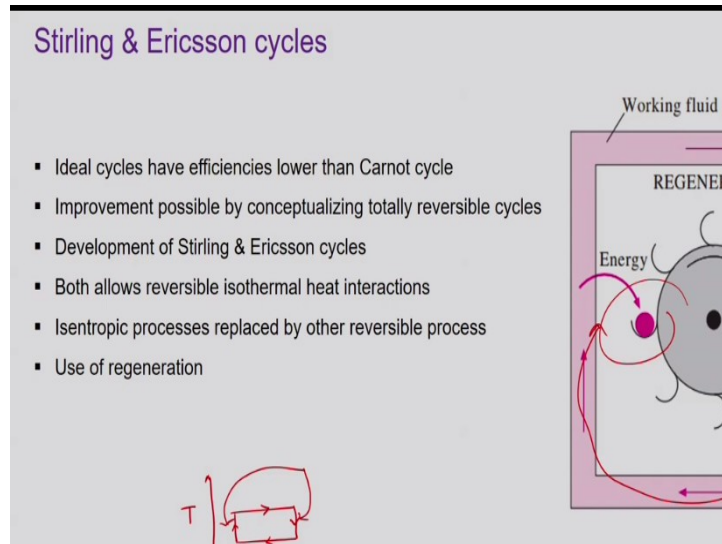 Stirling & Ericsson cycles
Working fluid
▪ Ideal cycles have efficiencies lower than Carnot cycle
▪ Improvement possible by conceptualizing totally reversible cycles
▪ Development of Stirling & Ericsson cycles
▪ Both allows reversible isothermal heat interactions
▪ Isentropic processes replaced by other reversible process
▪ Use of regeneration
REGENE
Energy
T